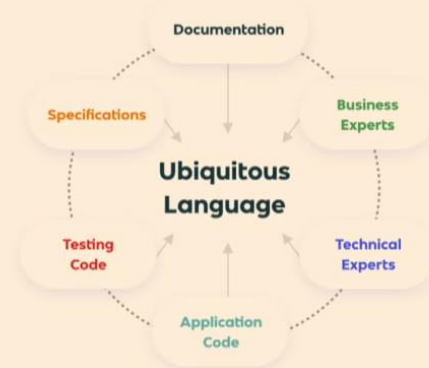 Documentation
Specifications
Business
Experts
Ubiquitous
Language
Testing
Code
Technical
Experts
Application
Code